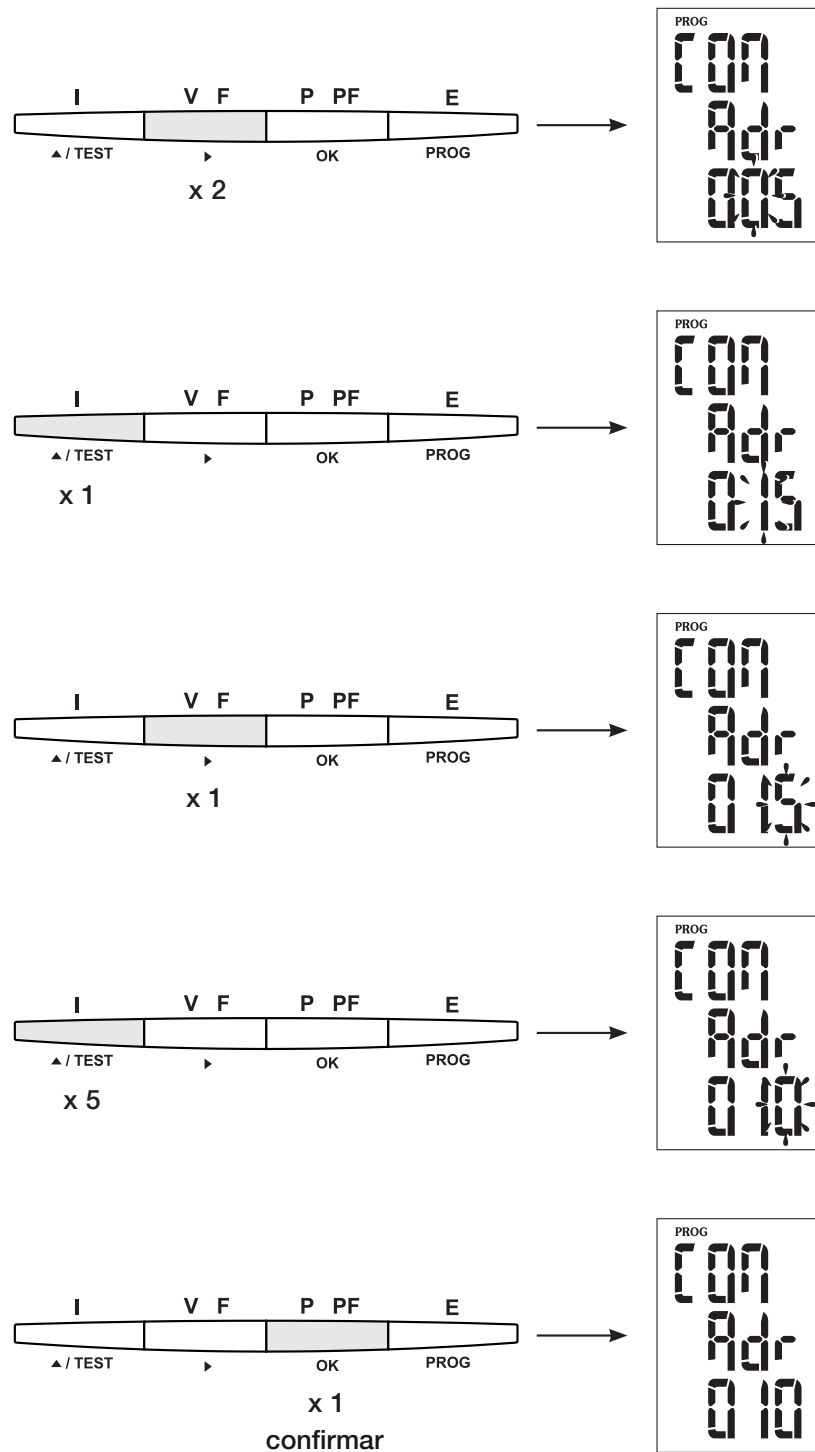 PROG
COM
I V F P PF E
Adr
▲ / TEST ▶ OK PROG
x 2
005
PROG
COM
I V F P PF E
Adr
▲ / TEST ▶ OK PROG
x 1
015
PROG
COM
I V F P PF E
Adr
▲ / TEST ▶ OK PROG
x 1
015
PROG
COM
I V F P PF E
Adr
▲ / TEST ▶ OK PROG
x 5
010
PROG
COM
I V F P PF E
Adr
▲ / TEST ▶ OK PROG
x 1
010
confirmar